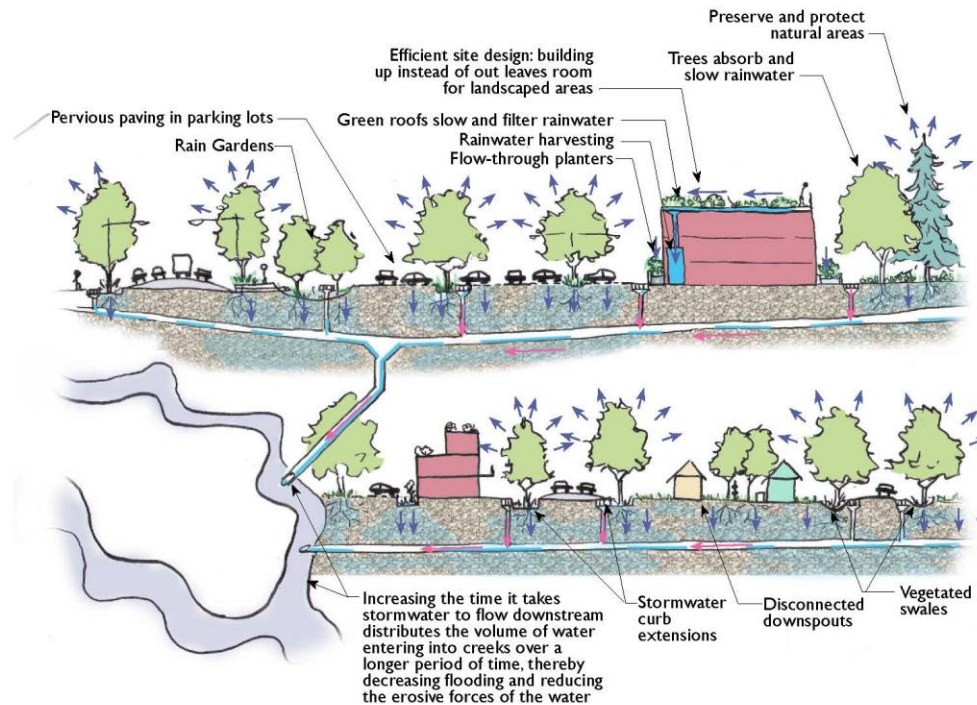 Preserve and protect
natural areas
Efficient site design: building
up instead of out leaves room
for landscaped areas
Trees absorb and
slow rainwater
Pervious paving in parking lots
Green roofs slow and filter rainwater
Rain Gardens
Rainwater harvesting
Flow-through planters
Increasing the time it takes
stormwater to flow downstream
distributes the volume of water
entering into creeks over a
longer period of time, thereby
decreasing flooding and reducing
the erosive forces of the water
Stormwater
curb
extensions
Disconnected
downspouts
Vegetated
swales